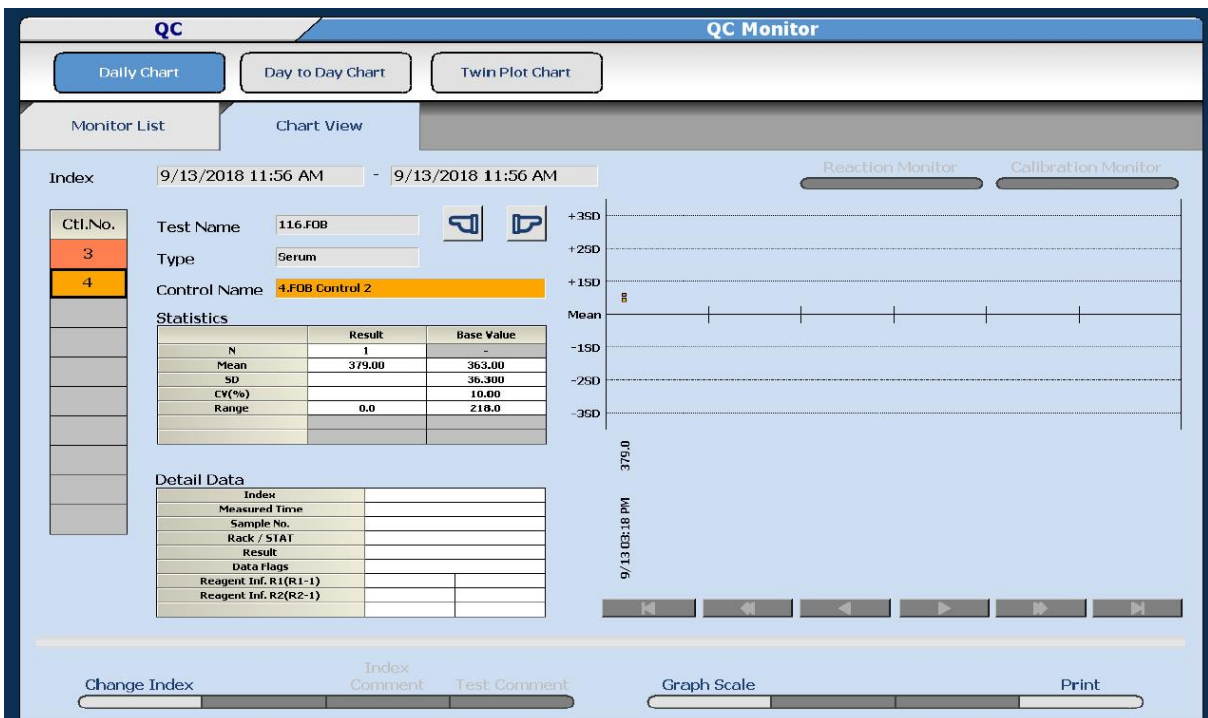 QC
QC Monitor
Daily Chart
Day to Day Chart
Twin Plot Chart
Monitor List
Chart View
Index
9/13/2018 11:56 AM - 9/13/2018 11:56 AM
Reaction Monitor
Calibration Monitor
Ctl.No.
3
4
Test Name 116.FOB
Type Serum
Control Name 4.FOB Control 2
Statistics
Result Base Value
N 1 -
Mean 379.00 363.00
SD 36.300
CV(%) 10.00
Range 0.0 218.0
Detail Data
Index
Measured Time
Sample No.
Rack / STAT
Result
Data Flags
Reagent Inf. R1(R1-1)
Reagent Inf. R2(R2-1)
+3SD
+2SD
+1SD
Mean
-1SD
-2SD
-3SD
379.0
9/13 03:18 PM
Change Index
Index
Comment
Test Comment
Graph Scale
Print